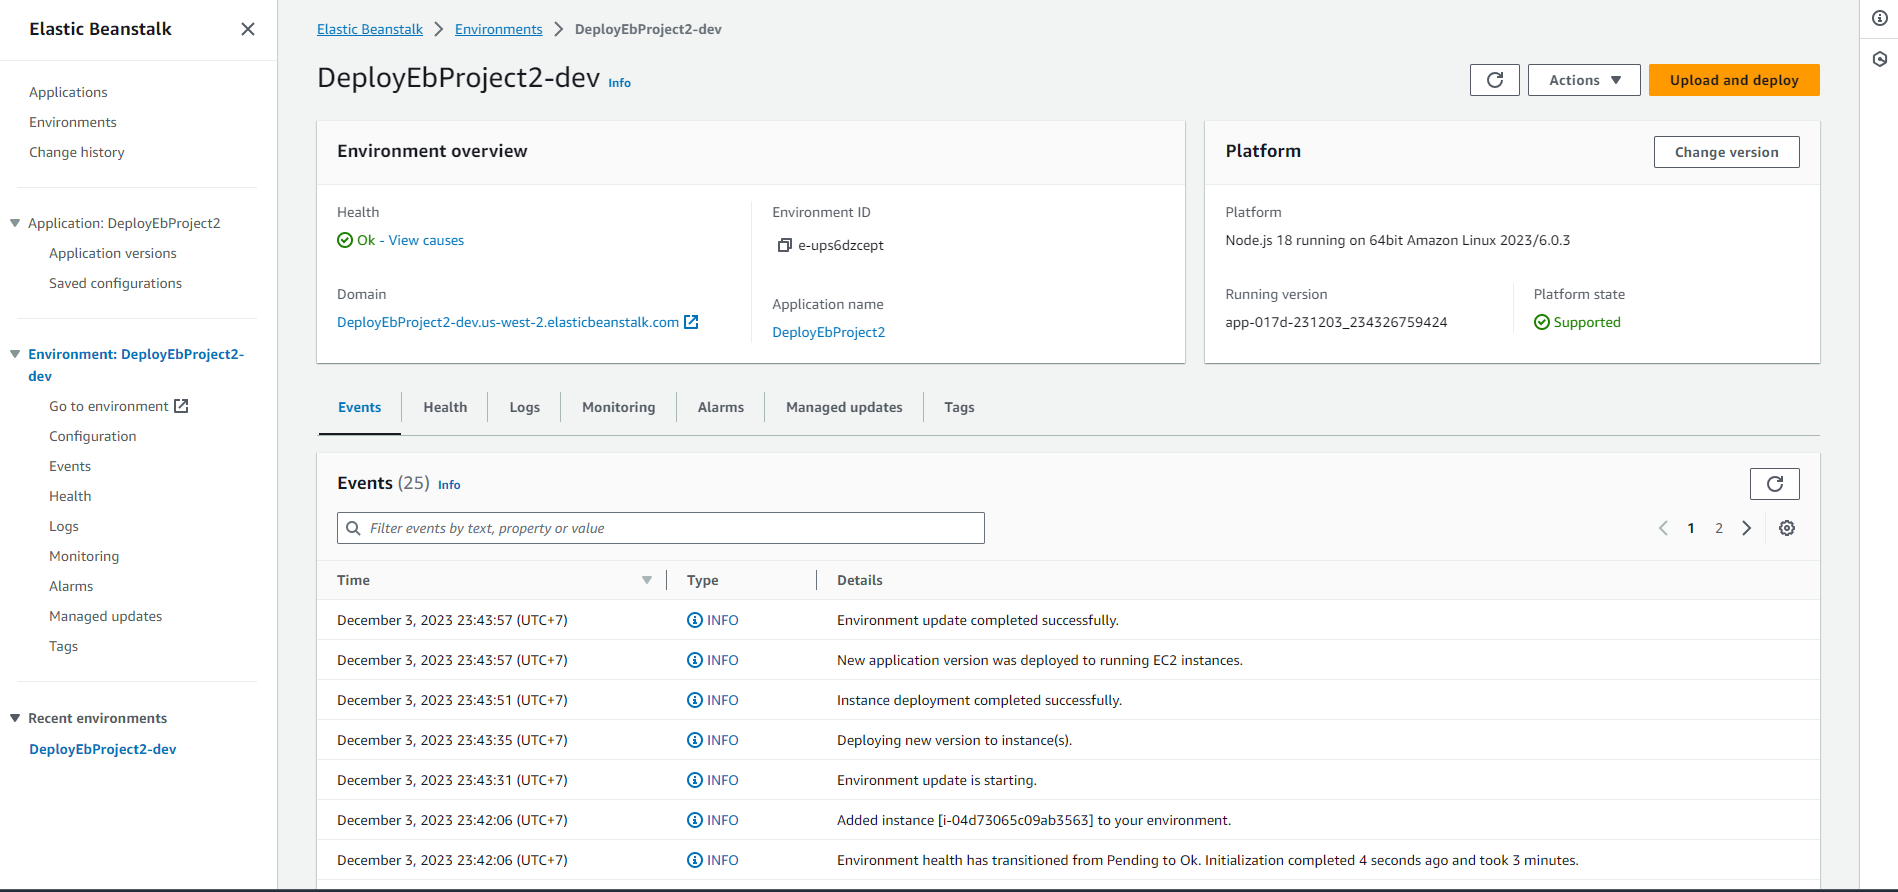 Elastic Beanstalk
Applications
Environments
Change history
Application: DeployEbProject2
Application versions
Saved configurations
Environment: DeployEbProject2-
dev
Go to environment
Configuration
Events
Health
Logs
Monitoring
Alarms
Managed updates
Tags
Recent environments
DeployEbProject2-dev
Elastic Beanstalk > Environments > DeployEbProject2-dev
DeployEbProject2-dev Info
Actions
Upload and deploy
Environment overview
Health
Ok - View causes
Domain
DeployEbProject2-dev.us-west-2.elasticbeanstalk.com
Environment ID
e-ups6dzcept
Application name
DeployEbProject2
Platform
Change version
Platform
Node.js 18 running on 64bit Amazon Linux 2023/6.0.3
Running version
app-017d-231203_234326759424
Platform state
Supported
Events Health Logs Monitoring Alarms Managed updates Tags
Events (25) Info
Filter events by text, property or value
1 2
Time Type Details
December 3, 2023 23:43:57 (UTC+7) INFO Environment update completed successfully.
December 3, 2023 23:43:57 (UTC+7) INFO New application version was deployed to running EC2 instances.
December 3, 2023 23:43:51 (UTC+7) INFO Instance deployment completed successfully.
December 3, 2023 23:43:35 (UTC+7) INFO Deploying new version to instance(s).
December 3, 2023 23:43:31 (UTC+7) INFO Environment update is starting.
December 3, 2023 23:42:06 (UTC+7) INFO Added instance [i-04d73065c09ab3563] to your environment.
December 3, 2023 23:42:06 (UTC+7) INFO Environment health has transitioned from Pending to Ok. Initialization completed 4 seconds ago and took 3 minutes.